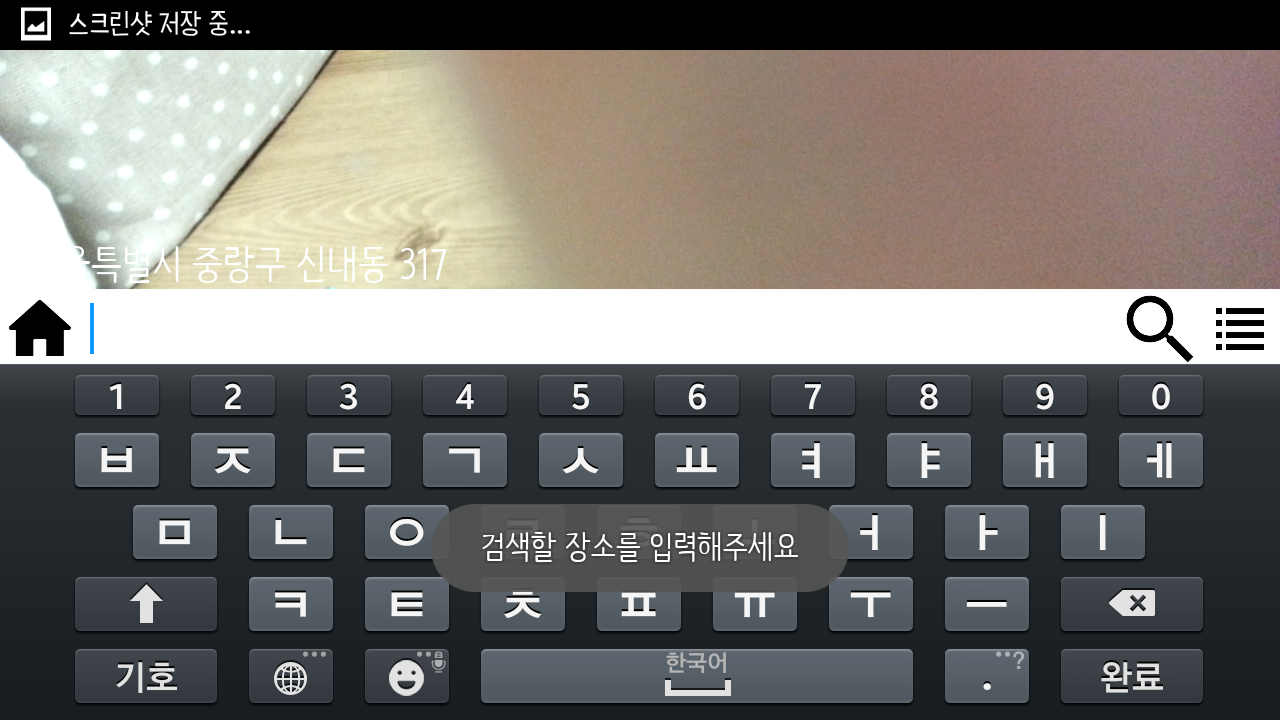 스크린샷 저장 중...
특별시 중랑구 신내동 317
1 2 3 4 5 6 7 8 9 0
ㅂ ㅈ ㄷ ㄱ ㅅ ㅛ ㅕ ㅑ ㅐ ㅔ
ㅁ ㄴ ㅇ ㅓ ㅏ ㅣ
검색할 장소를 입력해주세요
ㅋ ㅌ ㅊ ㅍ ㅠ ㅜ ㅡ
기호 한국어 . ? 완료